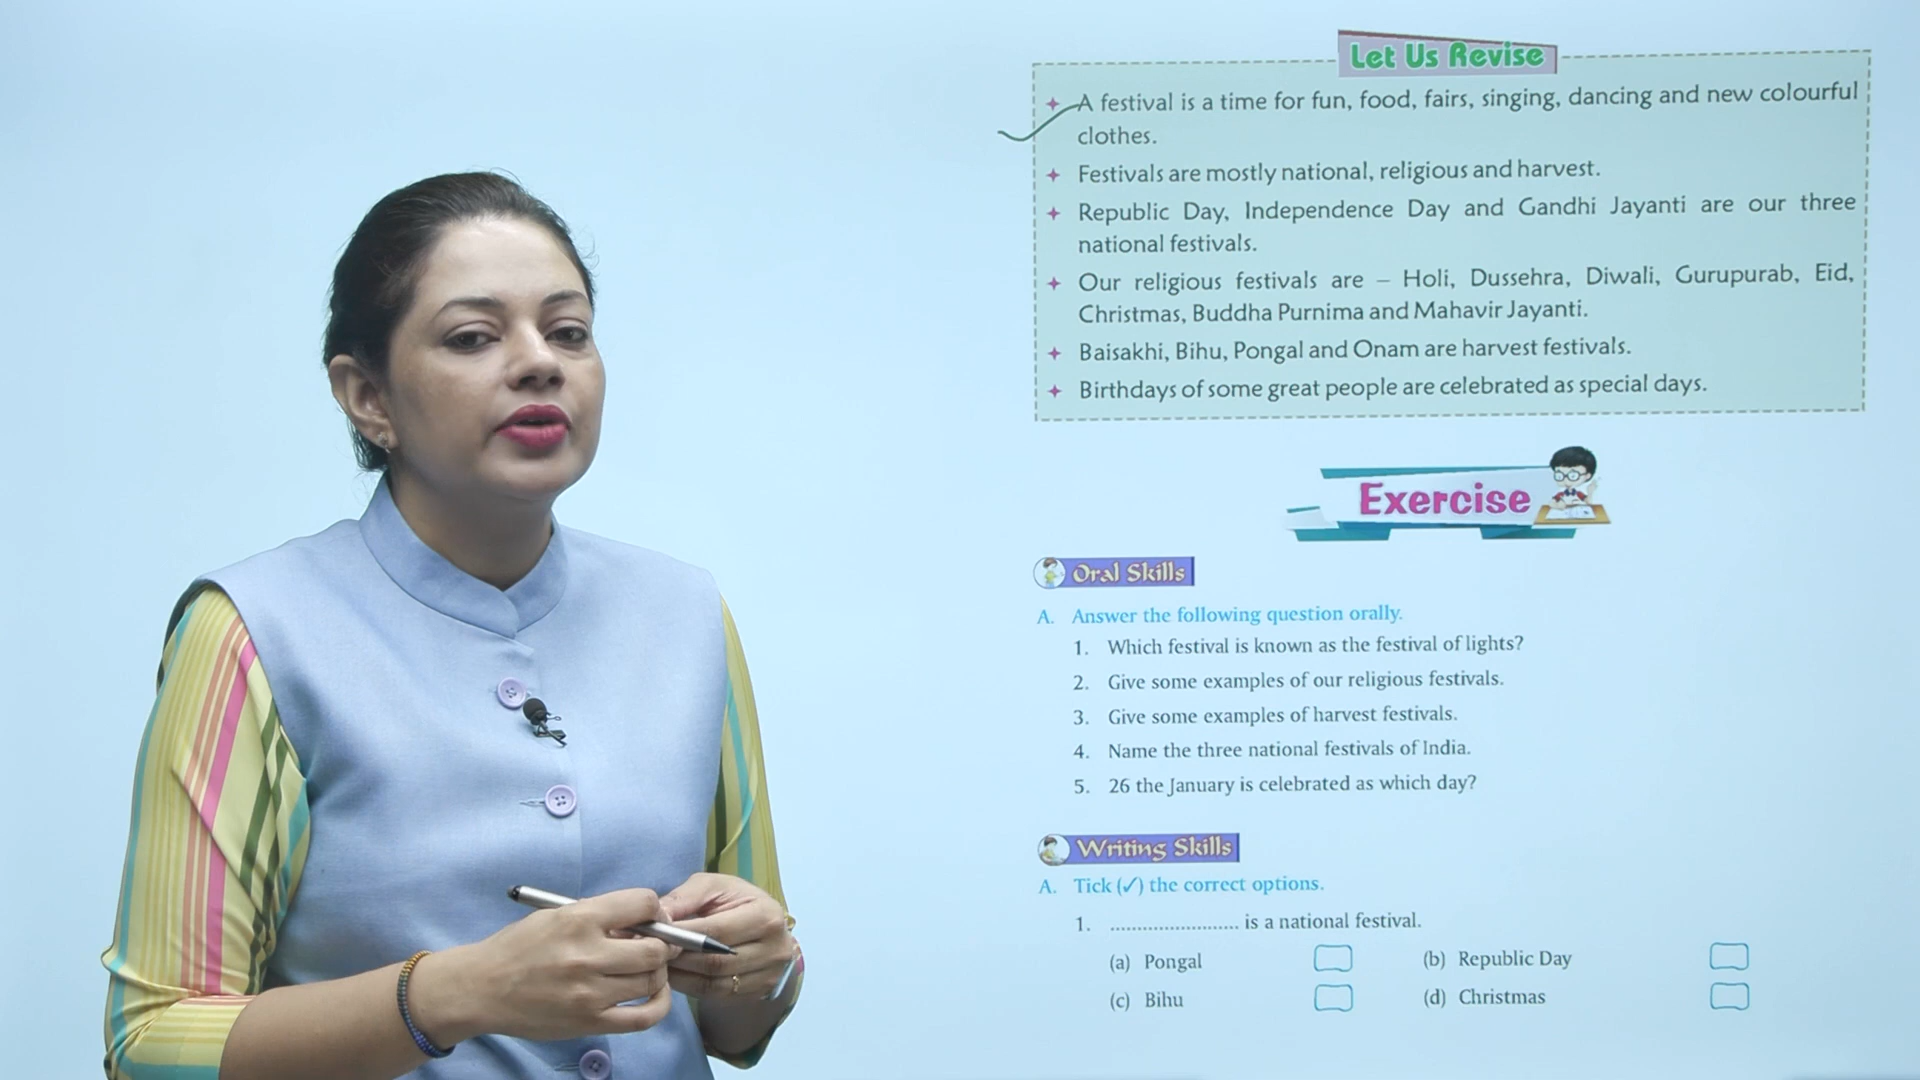 Let Us Revise
A festival is a time for fun, food, fairs, singing, dancing and new colourful
clothes.
Festivals are mostly national, religious and harvest.
Republic Day, Independence Day and Gandhi Jayanti are our three
national festivals.
Our religious festivals are – Holi, Dussehra, Diwali, Gurupurab, Eid,
Christmas, Buddha Purnima and Mahavir Jayanti.
Baisakhi, Bihu, Pongal and Onam are harvest festivals.
Birthdays of some great people are celebrated as special days.
Exercise
Oral Skills
A. Answer the following question orally.
1. Which festival is known as the festival of lights?
2. Give some examples of our religious festivals.
3. Give some examples of harvest festivals.
4. Name the three national festivals of India.
5. 26 the January is celebrated as which day?
Writing Skills
A. Tick (✓) the correct options.
1. ........................ is a national festival.
(a) Pongal (b) Republic Day
(c) Bihu (d) Christmas